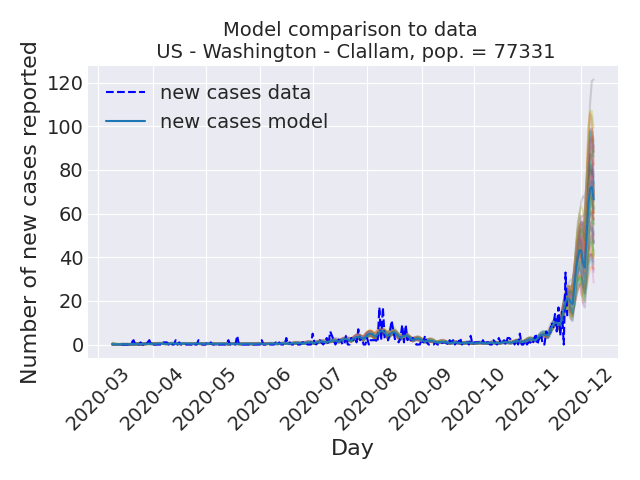 Model comparison to data
US - Washington - Clallam, pop. = 77331
Number of new cases reported
120
100
80
60
40
20
0
new cases data
new cases model
2020-03
2020-04
2020-05
2020-06
2020-07
2020-08
2020-09
2020-10
2020-11
2020-12
Day